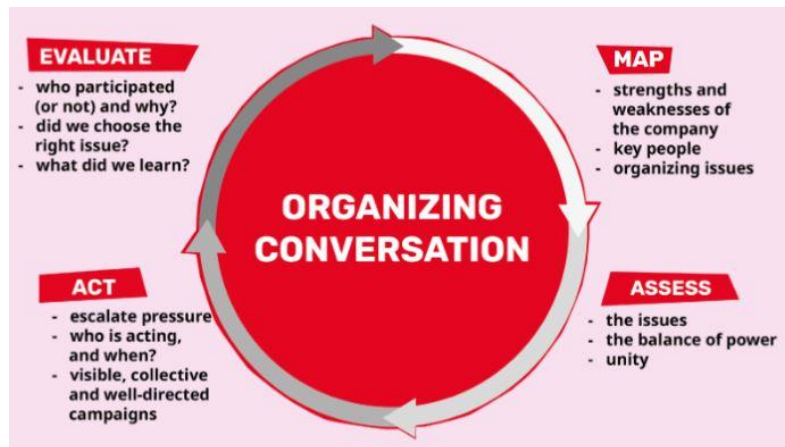 EVALUATE
- who participated
(or not) and why?
- did we choose the
right issue?
- what did we learn?
MAP
- strengths and
weaknesses of
the company
- key people
- organizing issues
ORGANIZING
CONVERSATION
ACT
- escalate pressure
- who is acting,
and when?
- visible, collective
and well-directed
campaigns
ASSESS
- the issues
- the balance of power
- unity